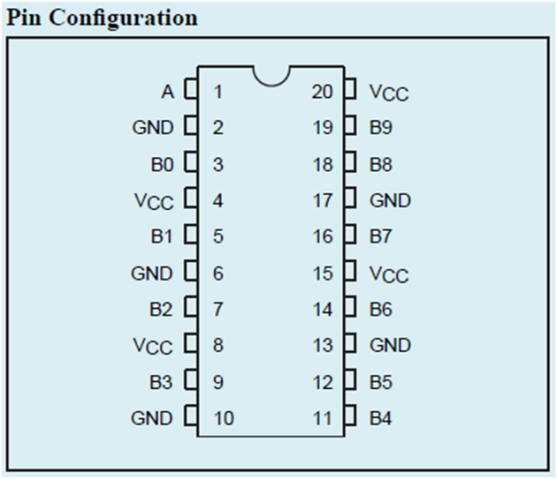 Pin Configuration
A 1 20 VCC
GND 2 19 B9
B0 3 18 B8
VCC 4 17 GND
B1 5 16 B7
GND 6 15 VCC
B2 7 14 B6
VCC 8 13 GND
B3 9 12 B5
GND 10 11 B4